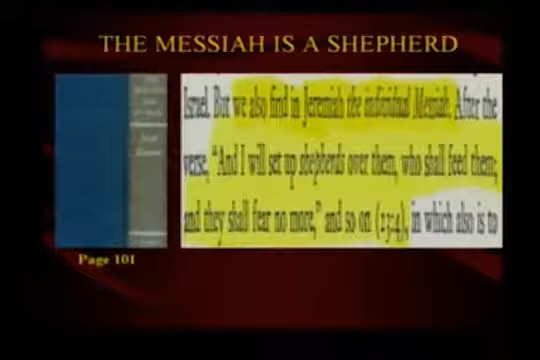 THE MESSIAH IS A SHEPHERD
Israel. But we also find in Jeremiah the individual Messiah. After the
verse, "And I will set up shepherds over them, who shall feed them;
and they shall fear no more," and so on (23:4), in which also is to
Page 101